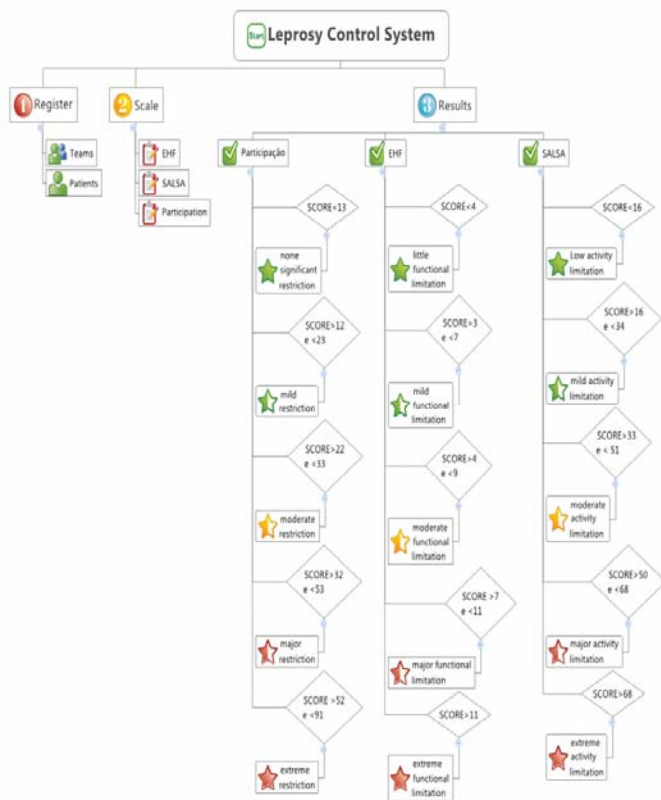 Start Leprosy Control System
1 Register
2 Scale
3 Results
Teams
Patients
EHF
SALSA
Participation
Participação
SCORE<13
none
significant
restriction
SCORE>12
e <23
mild
restriction
SCORE>22
e <33
moderate
restriction
SCORE>32
e <53
major
restriction
SCORE >52
e <91
extreme
restriction
EHF
SCORE<4
little
functional
limitation
SCORE>3
e <7
mild
functional
limitation
SCORE>4
e <9
moderate
functional
limitation
SCORE >7
e <11
major functional
limitation
SCORE>11
extreme
functional
limitation
SALSA
SCORE<16
Low activity
limitation
SCORE>16
e <34
mild activity
limitation
SCORE>33
e < 51
moderate
activity
limitation
SCORE>50
e <68
major activity
limitation
SCORE>68
extreme
activity
limitation